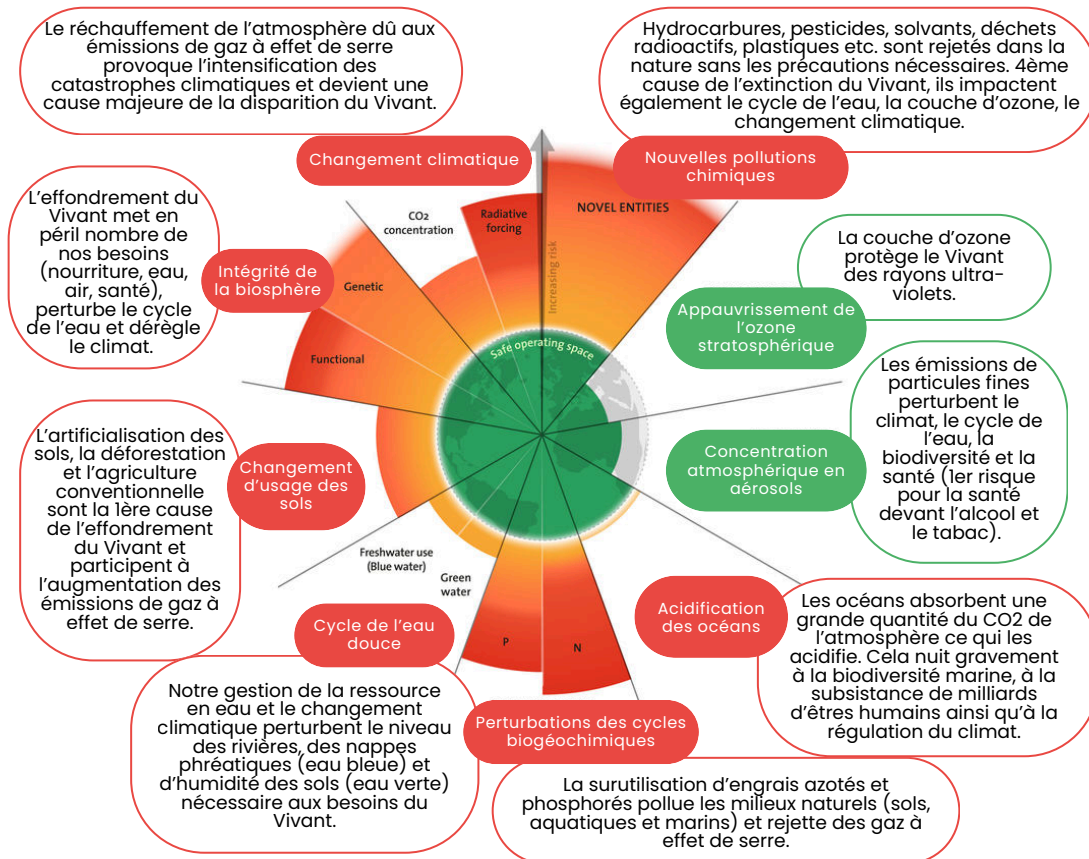 Le réchauffement de l'atmosphère dû aux
émissions de gaz à effet de serre
provoque l'intensification des
catastrophes climatiques et devient une
cause majeure de la disparition du Vivant.
Hydrocarbures, pesticides, solvants, déchets
radioactifs, plastiques etc. sont rejetés dans la
nature sans les précautions nécessaires. 4ème
cause de l'extinction du Vivant, ils impactent
également le cycle de l'eau, la couche d'ozone, le
changement climatique.
Changement climatique
Nouvelles pollutions
chimiques
L'effondrement du
Vivant met en
péril nombre de
nos besoins
(nourriture, eau,
air, santé),
perturbe le cycle
de l'eau et dérègle
le climat.
Intégrité de
la biosphère
CO2
concentration
Radiative
forcing
NOVEL ENTITIES
Increasing risk
Genetic
Functional
Safe operating space
La couche d'ozone
protège le Vivant
des rayons ultra-
violets.
Appauvrissement de
l'ozone
stratosphérique
Les émissions de
particules fines
perturbent le
climat, le cycle de
l'eau, la
biodiversité et la
santé (1er risque
pour la santé
devant l'alcool et
le tabac).
Concentration
atmosphérique en
aérosols
L'artificialisation des
sols, la déforestation
et l'agriculture
conventionnelle
sont la 1ère cause
de l'effondrement
du Vivant et
participent à
l'augmentation des
émissions de gaz à
effet de serre.
Changement
d'usage des
sols
Freshwater use
(Blue water)
Green
water
P
N
Cycle de l'eau
douce
Acidification
des océans
Les océans absorbent une
grande quantité du CO2 de
l'atmosphère ce qui les
acidifie. Cela nuit gravement
à la biodiversité marine, à la
subsistance de milliards
d'êtres humains ainsi qu'à la
régulation du climat.
Notre gestion de la ressource
en eau et le changement
climatique perturbent le niveau
des rivières, des nappes
phréatiques (eau bleue) et
d'humidité des sols (eau verte)
nécessaire aux besoins du
Vivant.
Perturbations des cycles
biogéochimiques
La surutilisation d'engrais azotés et
phosphorés pollue les milieux naturels (sols,
aquatiques et marins) et rejette des gaz à
effet de serre.